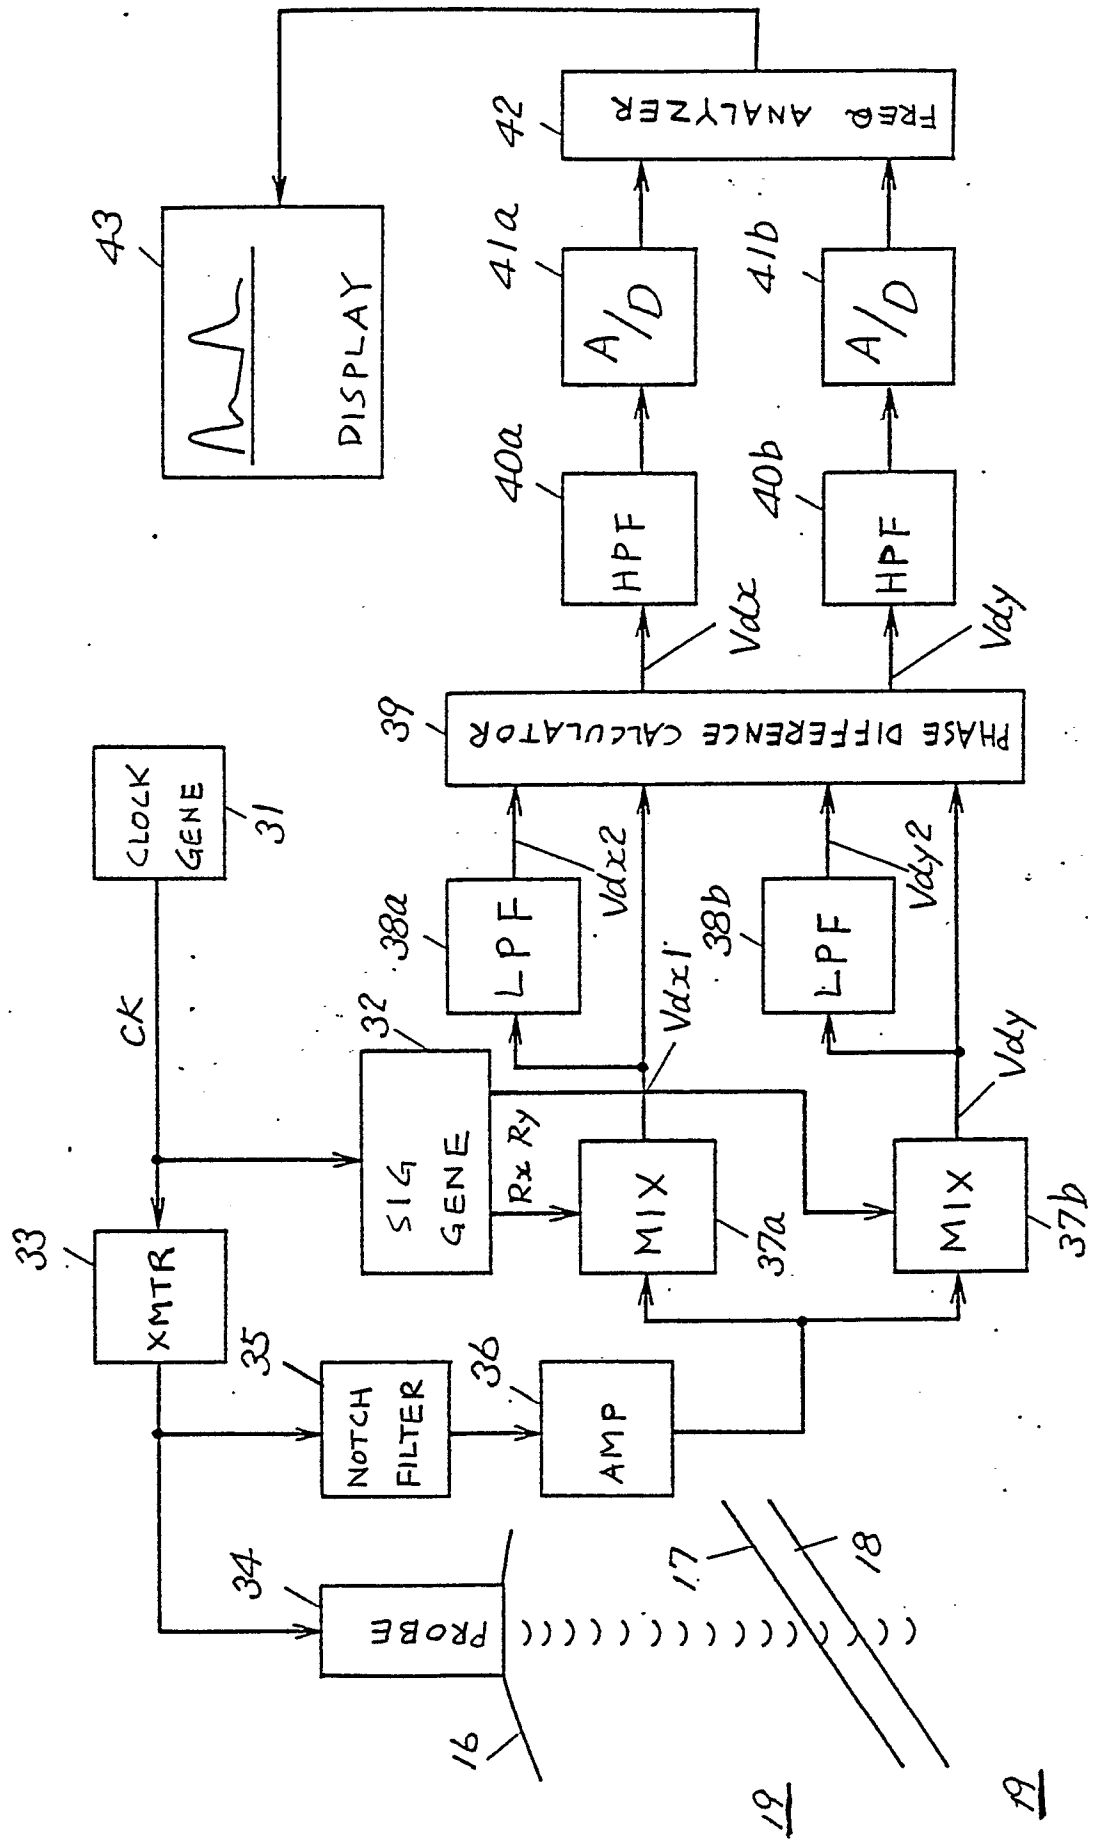 43
DISPLAY
42
FREQ ANALYZER
41a
A/D
41b
A/D
40a
HPF
40b
HPF
Vdx
Vdy
39
PHASE DIFFERENCE CALCULATOR
CLOCK
GENE
31
CK
38a
LPF
Vdx2
38b
LPF
Vdy2
32
SIG
GENE
Rx Ry
Vdx1
Vdy
33
XMTR
MIX
37a
MIX
37b
35
NOTCH
FILTER
36
AMP
34
PROBE
16
17
18
19
19